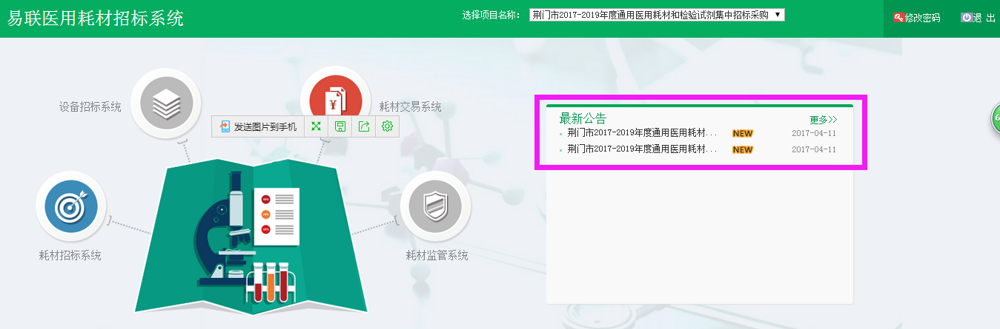 易联医用耗材招标系统
选择项目名称：
荆门市2017-2019年度通用医用耗材和检验试剂集中招标采购
修改密码
退 出
设备招标系统
耗材交易系统
发送图片到手机
耗材招标系统
耗材监管系统
最新公告
更多>>
荆门市2017-2019年度通用医用耗材... NEW 2017-04-11
荆门市2017-2019年度通用医用耗材... NEW 2017-04-11
6